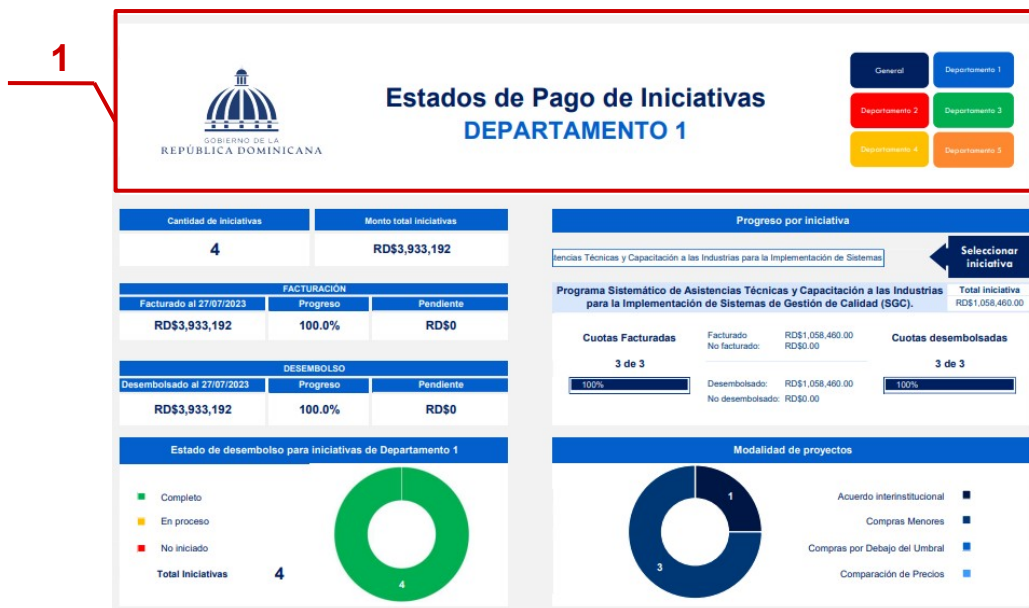 1
GOBIERNO DE LA
REPÚBLICA DOMINICANA
Estados de Pago de Iniciativas
DEPARTAMENTO 1
General
Departamento 1
Departamento 2
Departamento 3
Departamento 4
Departamento 5
Cantidad de iniciativas
Monto total iniciativas
4
RD$3,933,192
FACTURACIÓN
Facturado al 27/07/2023
Progreso
Pendiente
RD$3,933,192
100.0%
RD$0
DESEMBOLSO
Desembolsado al 27/07/2023
Progreso
Pendiente
RD$3,933,192
100.0%
RD$0
Progreso por iniciativa
tencias Técnicas y Capacitación a las Industrias para la Implementación de Sistemas
Seleccionar
iniciativa
Programa Sistemático de Asistencias Técnicas y Capacitación a las Industrias
para la Implementación de Sistemas de Gestión de Calidad (SGC).
Total iniciativa
RD$1,058,460.00
Cuotas Facturadas
3 de 3
100%
Facturado RD$1,058,460.00
No facturado: RD$0.00
Desembolsado: RD$1,058,460.00
No desembolsado: RD$0.00
Cuotas desembolsadas
3 de 3
100%
Estado de desembolso para iniciativas de Departamento 1
Completo
En proceso
No iniciado
Total Iniciativas 4
4
Modalidad de proyectos
1
3
Acuerdo interinstitucional
Compras Menores
Compras por Debajo del Umbral
Comparación de Precios